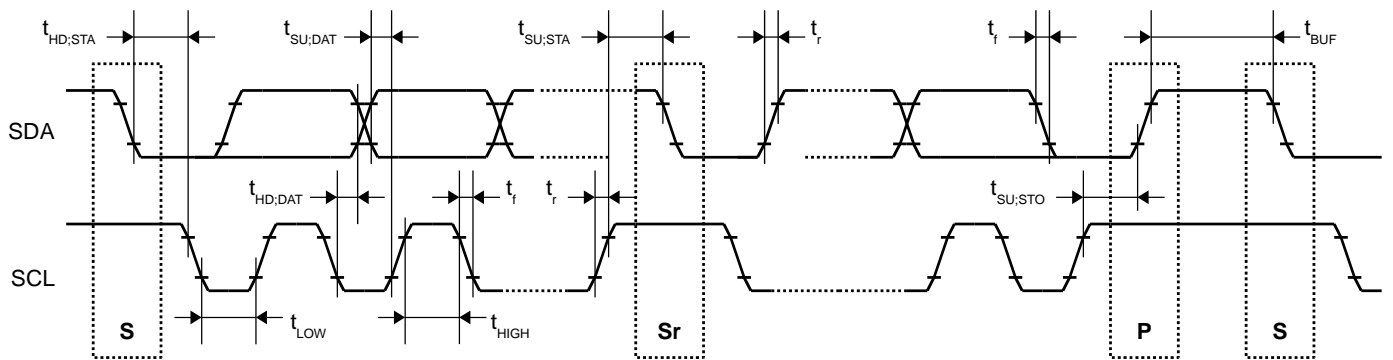 tHD;STA tSU;DAT tSU;STA tr tf tBUF
SDA
tHD;DAT tf tr tSU;STO
SCL
tLOW tHIGH
S Sr P S